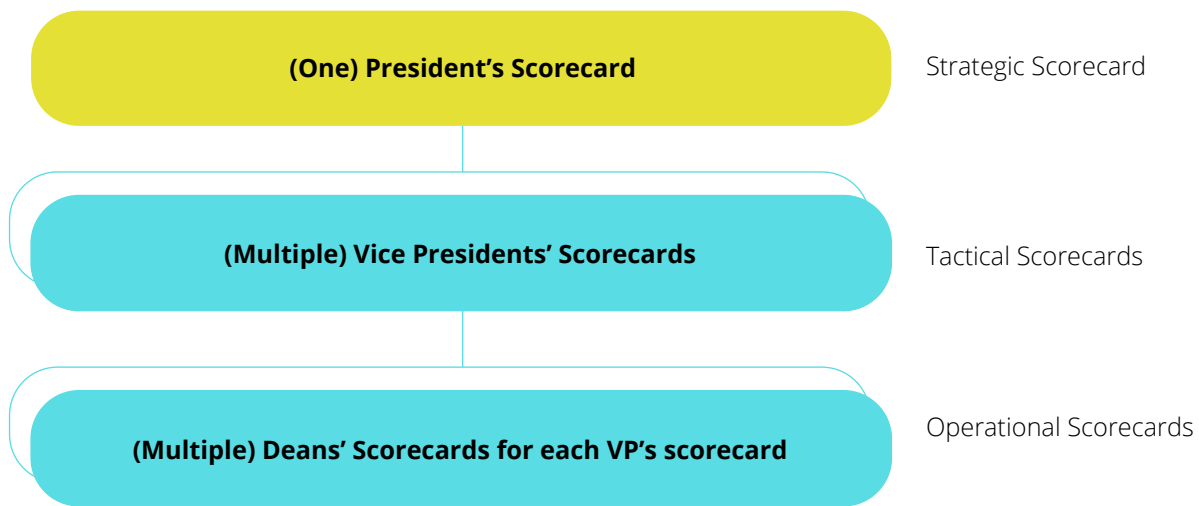 (One) President’s Scorecard
Strategic Scorecard
(Multiple) Vice Presidents’ Scorecards
Tactical Scorecards
(Multiple) Deans’ Scorecards for each VP’s scorecard
Operational Scorecards